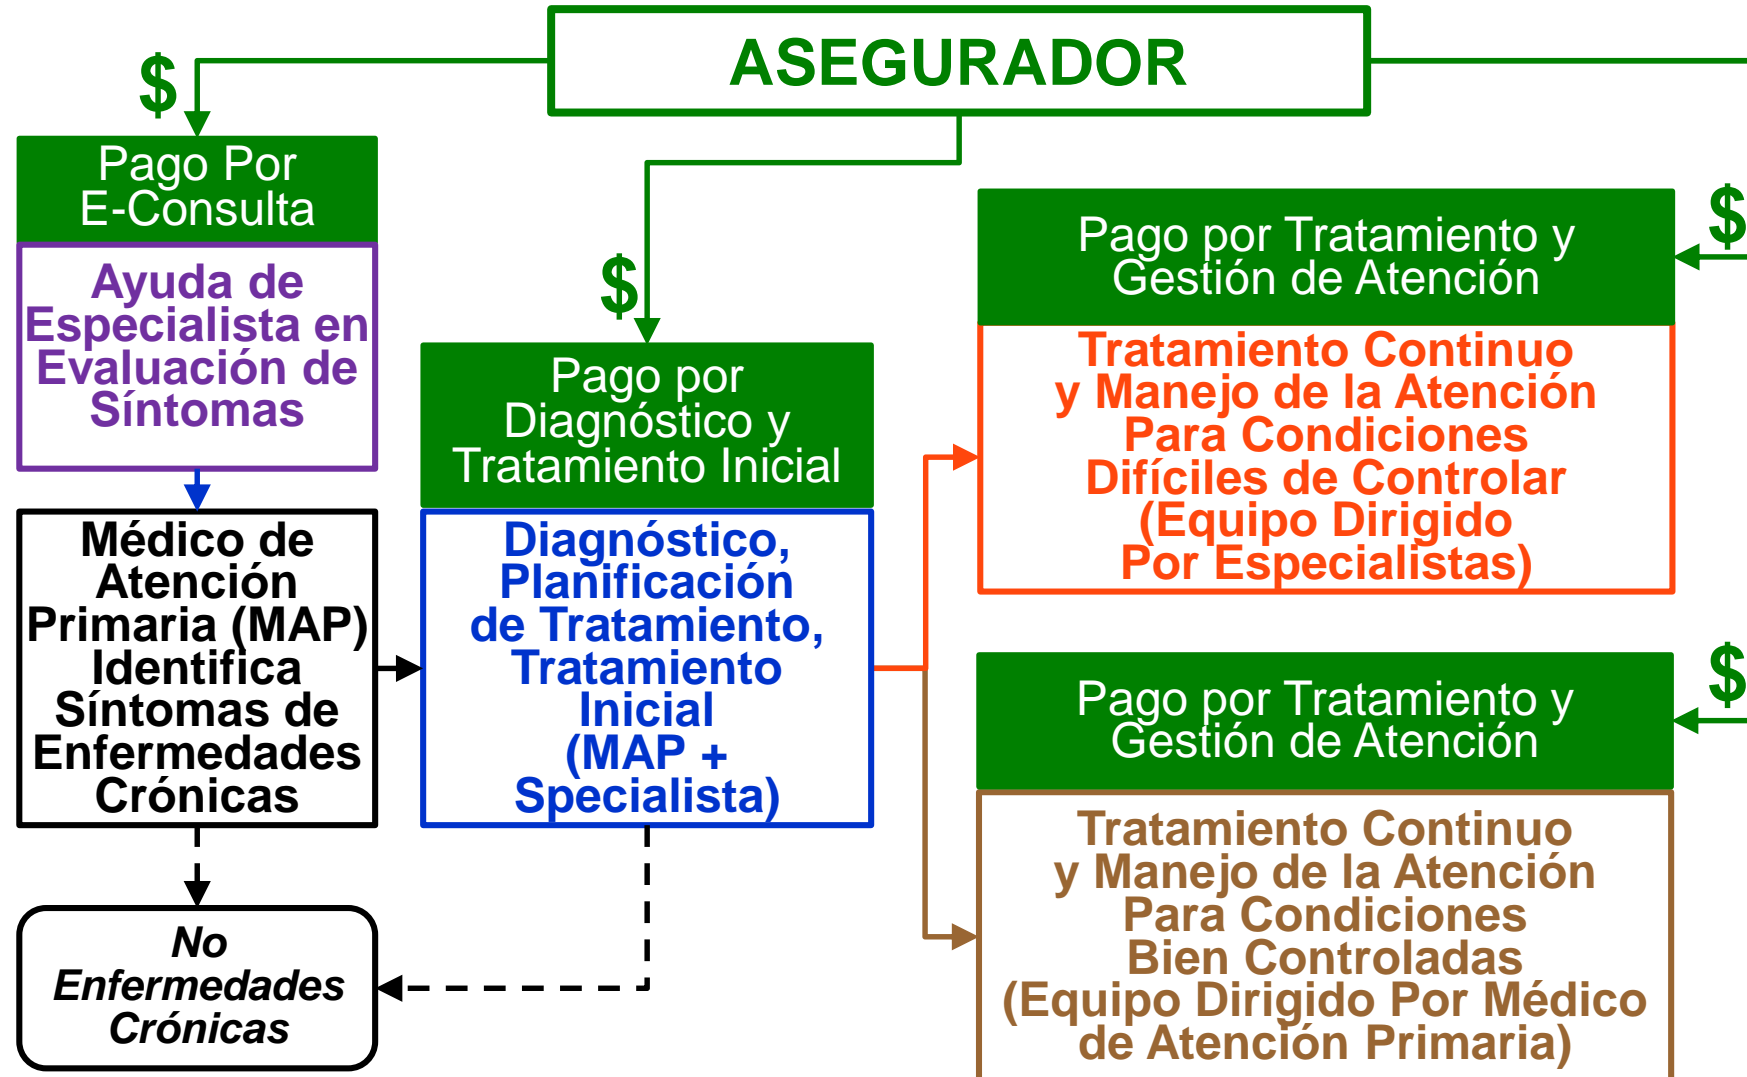 ASEGURADOR
$
Pago Por
E-Consulta
Ayuda de
Especialista en
Evaluación de
Síntomas
Médico de
Atención
Primaria (MAP)
Identifica
Síntomas de
Enfermedades
Crónicas
No
Enfermedades
Crónicas
$
Pago por
Diagnóstico y
Tratamiento Inicial
Diagnóstico,
Planificación
de Tratamiento,
Tratamiento
Inicial
(MAP +
Specialista)
$
Pago por Tratamiento y
Gestión de Atención
Tratamiento Continuo
y Manejo de la Atención
Para Condiciones
Difíciles de Controlar
(Equipo Dirigido
Por Especialistas)
$
Pago por Tratamiento y
Gestión de Atención
Tratamiento Continuo
y Manejo de la Atención
Para Condiciones
Bien Controladas
(Equipo Dirigido Por Médico
de Atención Primaria)